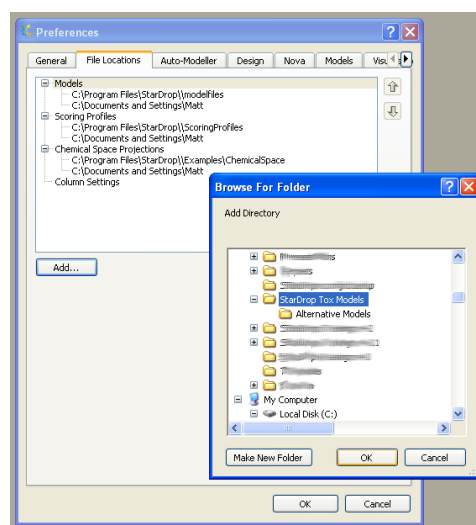 Preferences
General File Locations Auto-Modeller Design Nova Models
Models
C:\Program Files\StarDrop\\modelfiles
C:\Documents and Settings\Matt
Scoring Profiles
C:\Program Files\StarDrop\\ScoringProfiles
C:\Documents and Settings\Matt
Chemical Space Projections
C:\Program Files\StarDrop\\Examples\ChemicalSpace
C:\Documents and Settings\Matt
Column Settings
Add...
Browse For Folder
Add Directory
StarDrop Tox Models
Alternative Models
My Computer
Local Disk (C:)
Make New Folder OK Cancel
OK Cancel